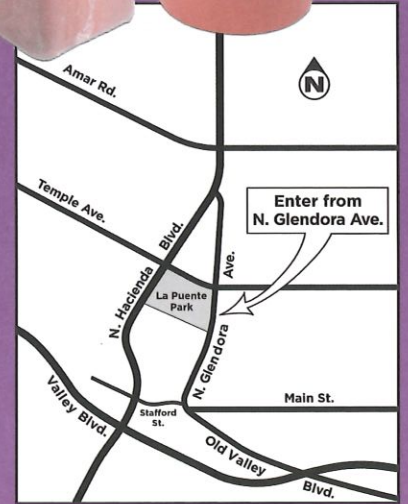 Amar Rd.
N
Temple Ave.
Enter from
N. Glendora Ave.
N. Hacienda Blvd.
La Puente
Park
N. Glendora Ave.
Valley Blvd.
Stafford
St.
Main St.
Old Valley Blvd.